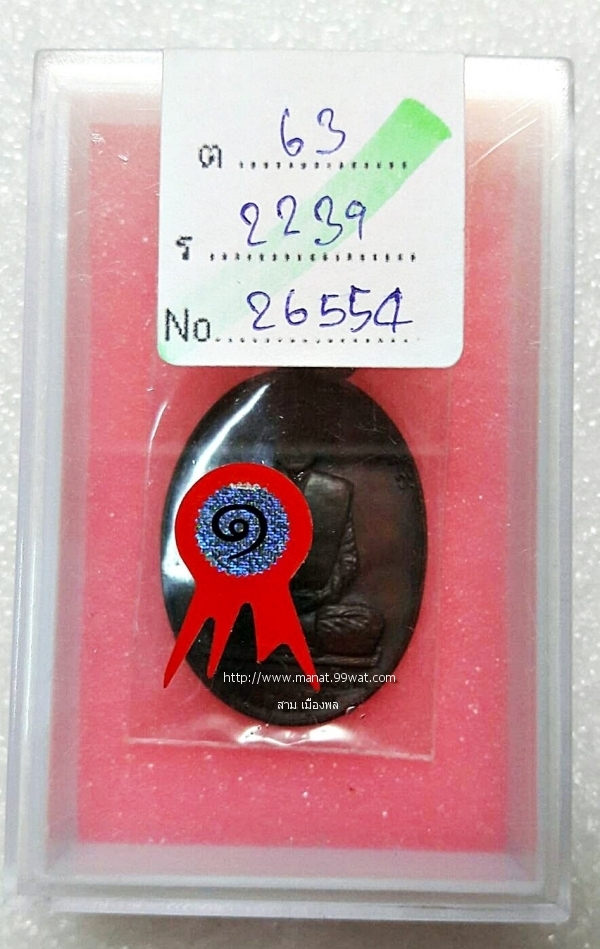 ต 63
ร 2239
No. 26554
๑
http://www.manat.99wat.com
สาม เมืองพล